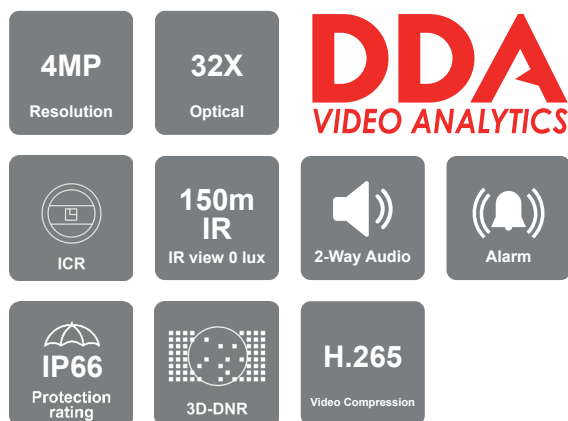 4MP
Resolution
32X
Optical
DDA
VIDEO ANALYTICS
ICR
150m
IR
IR view 0 lux
2-Way Audio
Alarm
IP66
Protection
rating
3D-DNR
H.265
Video Compression